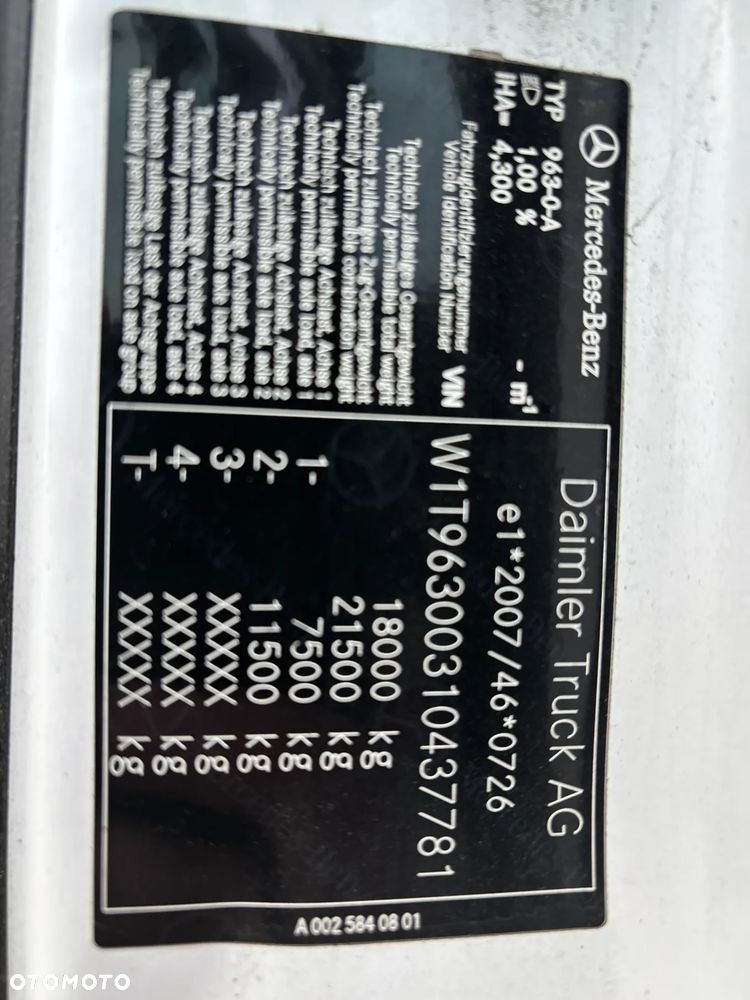 Mercedes-Benz
Daimler Truck AG
TYP 963-0-A
1,00 %
- m-1
e1*2007/46*0726
IHA= 4,300
Fahrzeugidentifizierungsnummer
Vehicle Identification Number
VIN W1T96300310437781
Technisch zulässiges Gesamtgewicht
Technically permissible total weight
18000 kg
Technisch zulässiges Zug-Gesamtgewicht
Technically permissible combination weight
21500 kg
Technisch zulässige Achslast, Achse 1
Technically permissible axle load, axle 1
1- 7500 kg
Technisch zulässige Achslast, Achse 2
Technically permissible axle load, axle 2
2- 11500 kg
Technisch zulässige Achslast, Achse 3
Technically permissible axle load, axle 3
3- XXXXX kg
Technisch zulässige Achslast, Achse 4
Technically permissible axle load, axle 4
4- XXXXX kg
Technisch zulässige Last der Achsgruppe
Technically permissible load on axle group
T- XXXXX kg
A 002 584 08 01
OTOMOTO